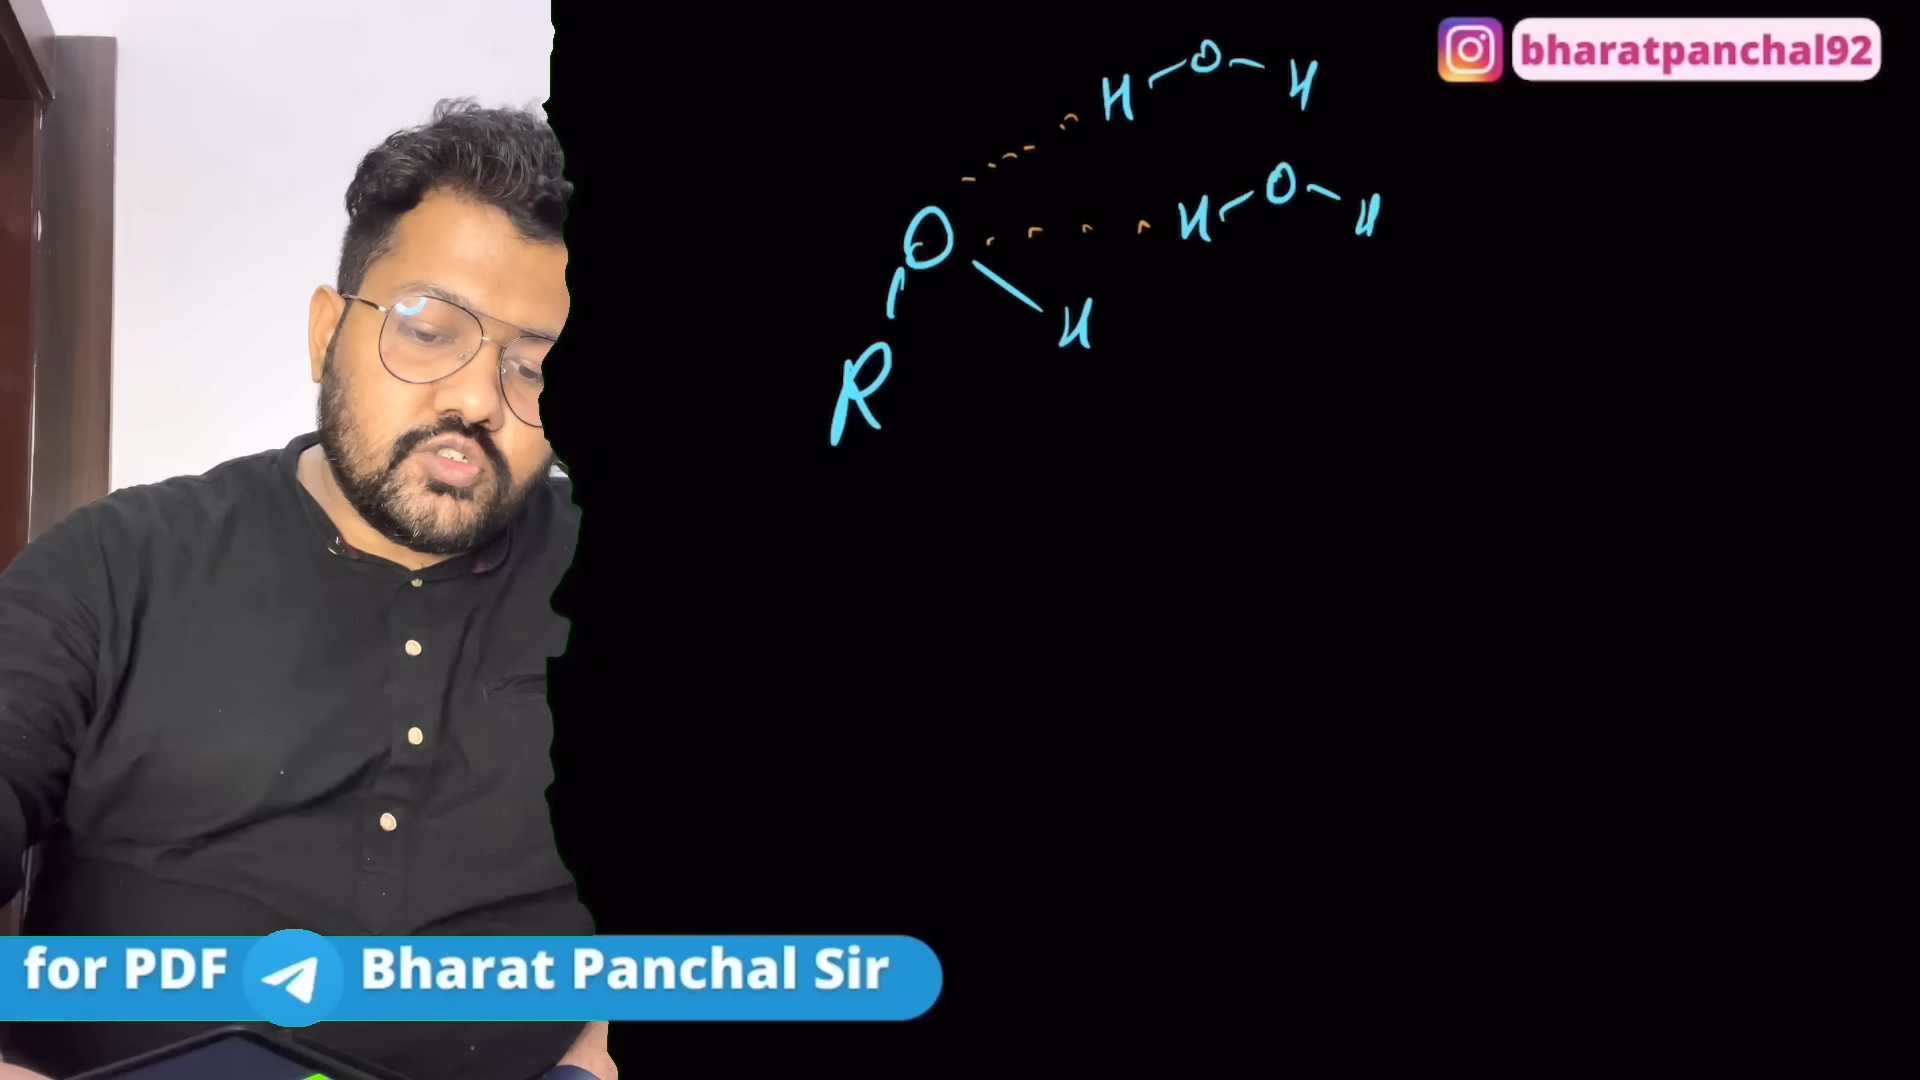 bharatpanchal92
H - O - H
H - O - H
O
H
R
for PDF Bharat Panchal Sir